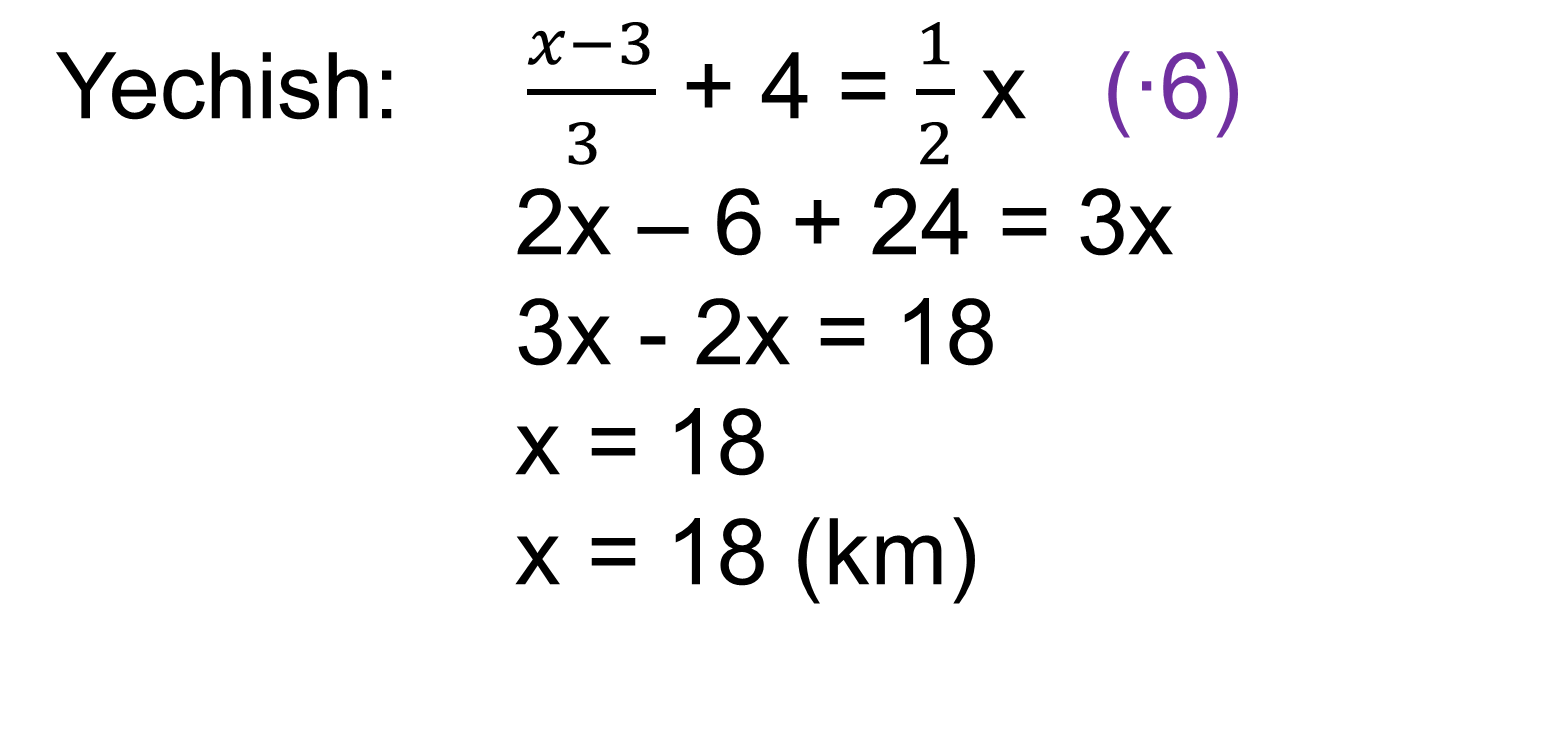 Yechish: x−3/3 + 4 = 1/2 x (·6)
2x – 6 + 24 = 3x
3x - 2x = 18
x = 18
x = 18 (km)